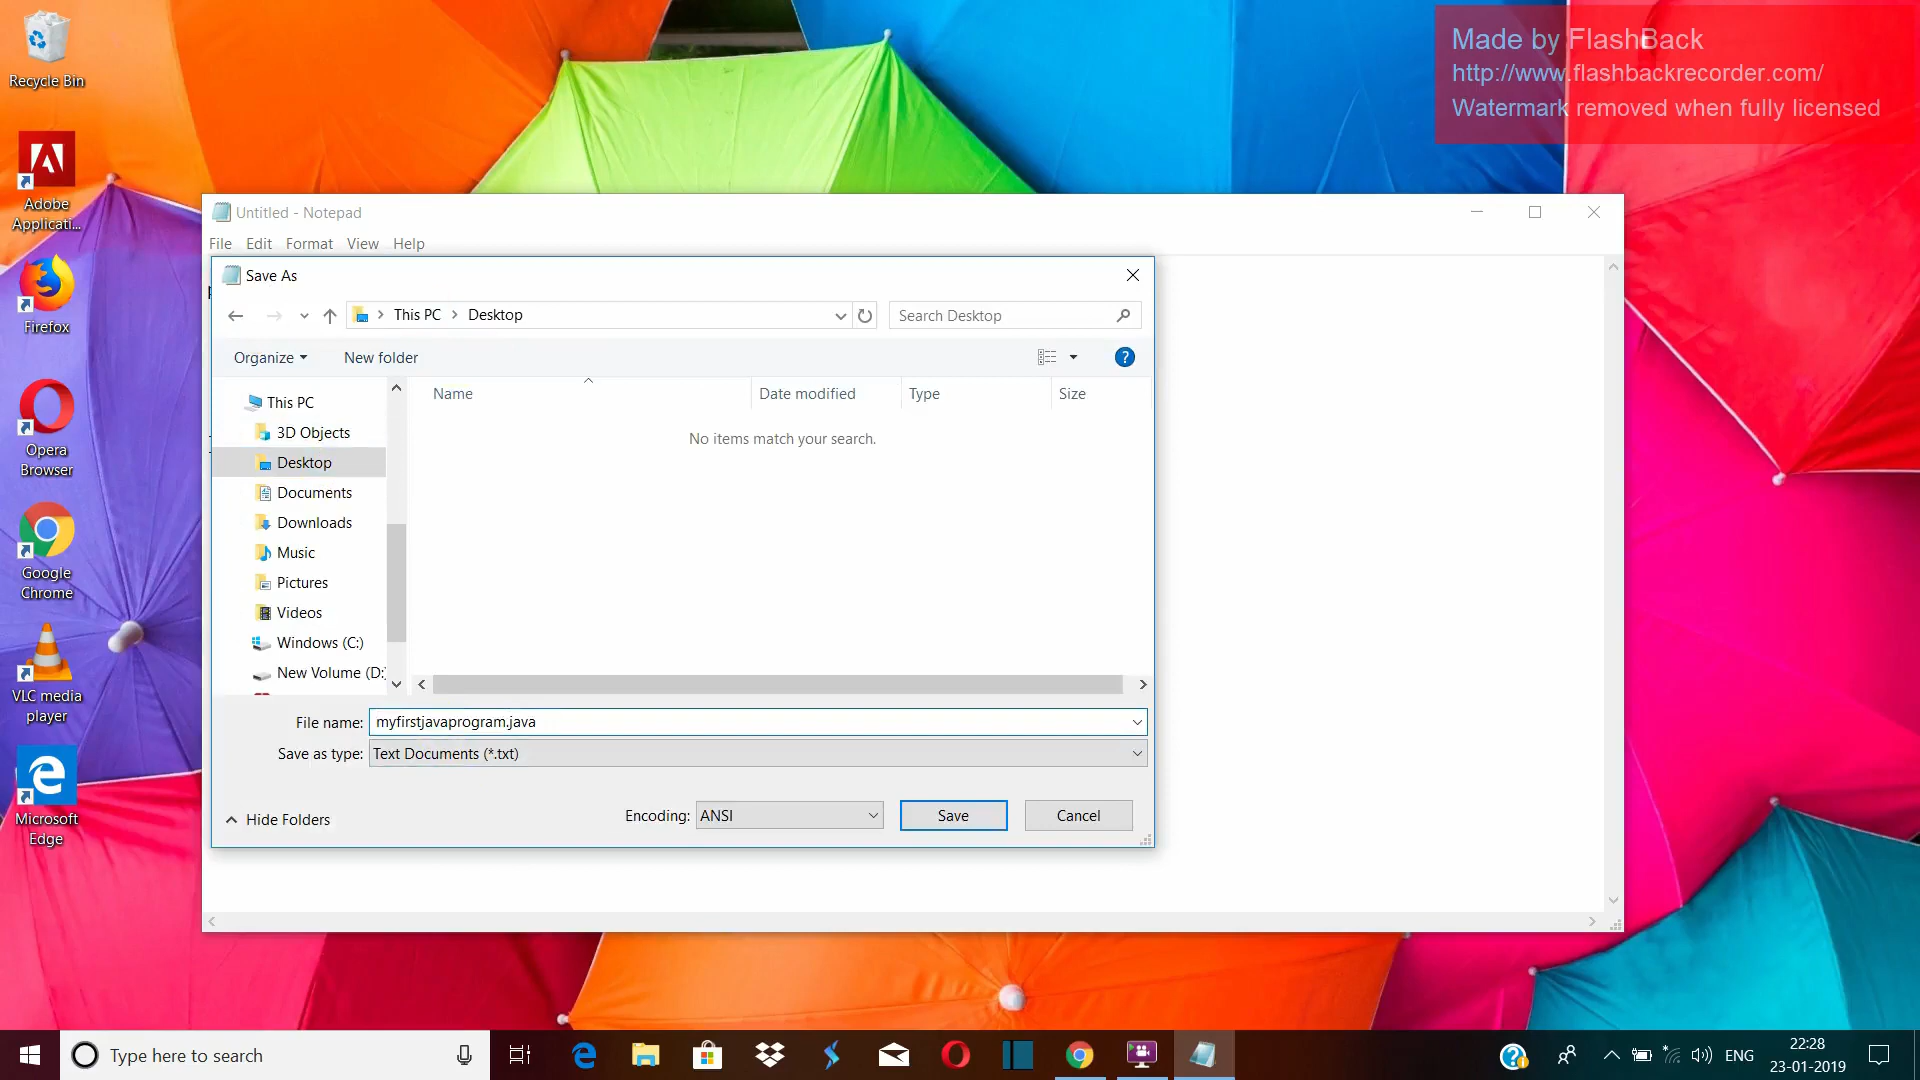 Recycle Bin
Adobe
Applicati...
Firefox
Opera
Browser
Google
Chrome
VLC media
player
Microsoft
Edge
Made by FlashBack
http://www.flashbackrecorder.com/
Watermark removed when fully licensed
Untitled - Notepad
File Edit Format View Help
Save As
This PC > Desktop
Search Desktop
Organize
New folder
?
Name
Date modified
Type
Size
No items match your search.
This PC
3D Objects
Desktop
Documents
Downloads
Music
Pictures
Videos
Windows (C:)
New Volume (D:)
File name: myfirstjavaprogram.java
Save as type: Text Documents (*.txt)
Hide Folders
Encoding: ANSI
Save
Cancel
Type here to search
ENG
22:28
23-01-2019